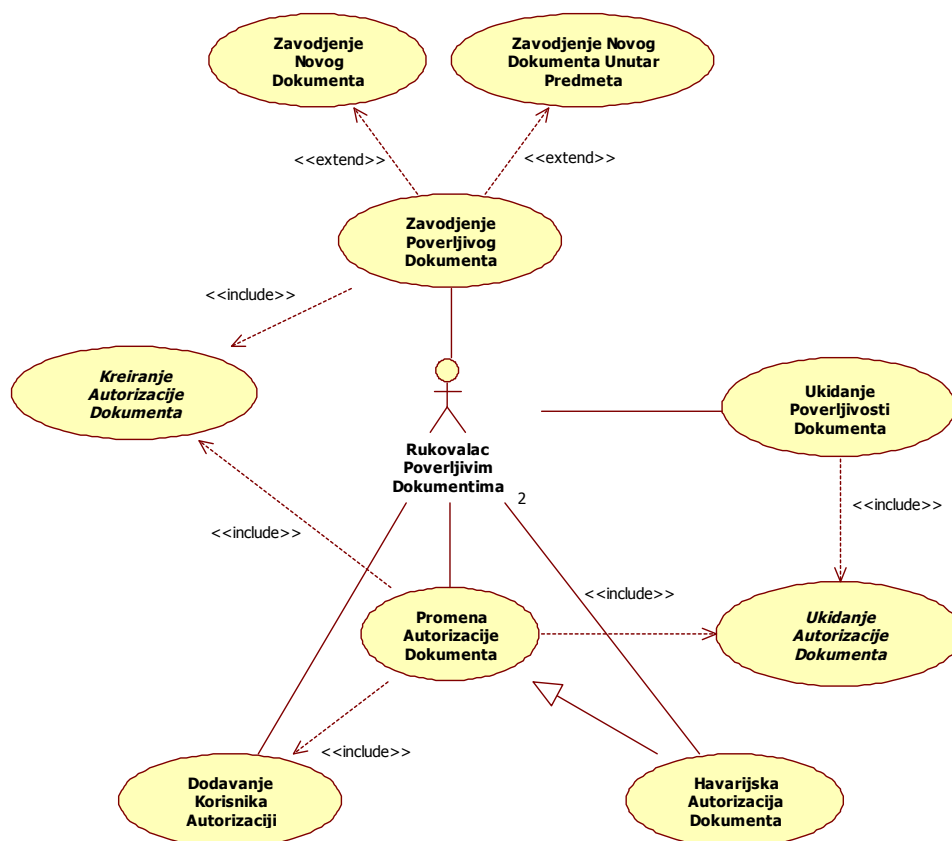 Zavodjenje
Novog
Dokumenta
Zavodjenje Novog
Dokumenta Unutar
Predmeta
<<extend>>
<<extend>>
Zavodjenje
Poverljivog
Dokumenta
<<include>>
Kreiranje
Autorizacije
Dokumenta
Ukidanje
Poverljivosti
Dokumenta
Rukovalac
Poverljivim
Dokumentima
2
<<include>>
<<include>>
<<include>>
Promena
Autorizacije
Dokumenta
Ukidanje
Autorizacije
Dokumenta
<<include>>
Dodavanje
Korisnika
Autorizaciji
Havarijska
Autorizacija
Dokumenta